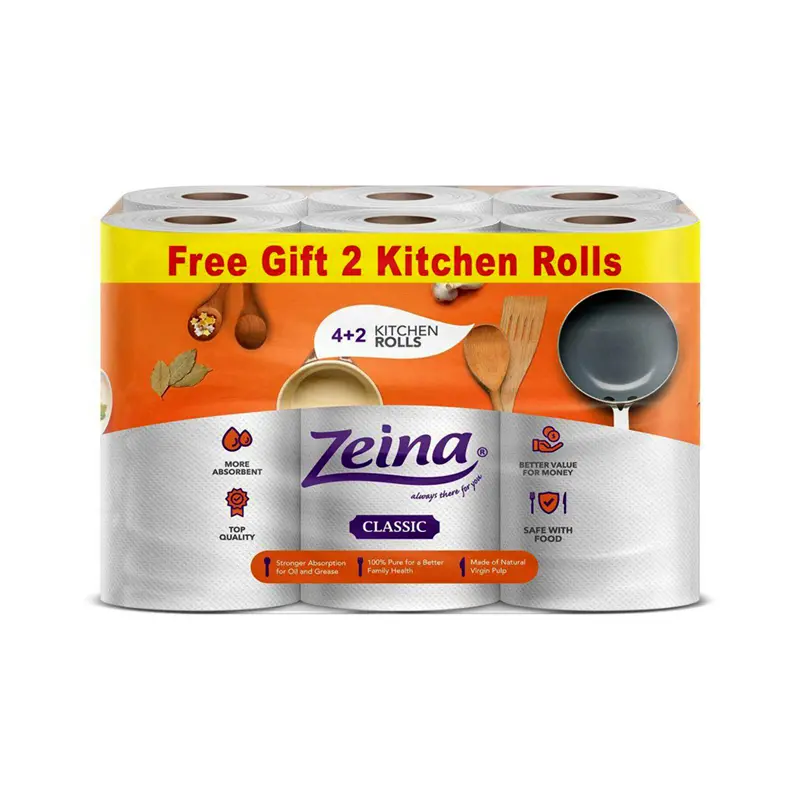 Free Gift 2 Kitchen Rolls
4+2 KITCHEN
ROLLS
Zeina®
always there for you
CLASSIC
MORE
ABSORBENT
TOP
QUALITY
BETTER VALUE
FOR MONEY
SAFE WITH
FOOD
Stronger Absorption
for Oil and Grease
100% Pure for a Better
Family Health
Made of Natural
Virgin Pulp